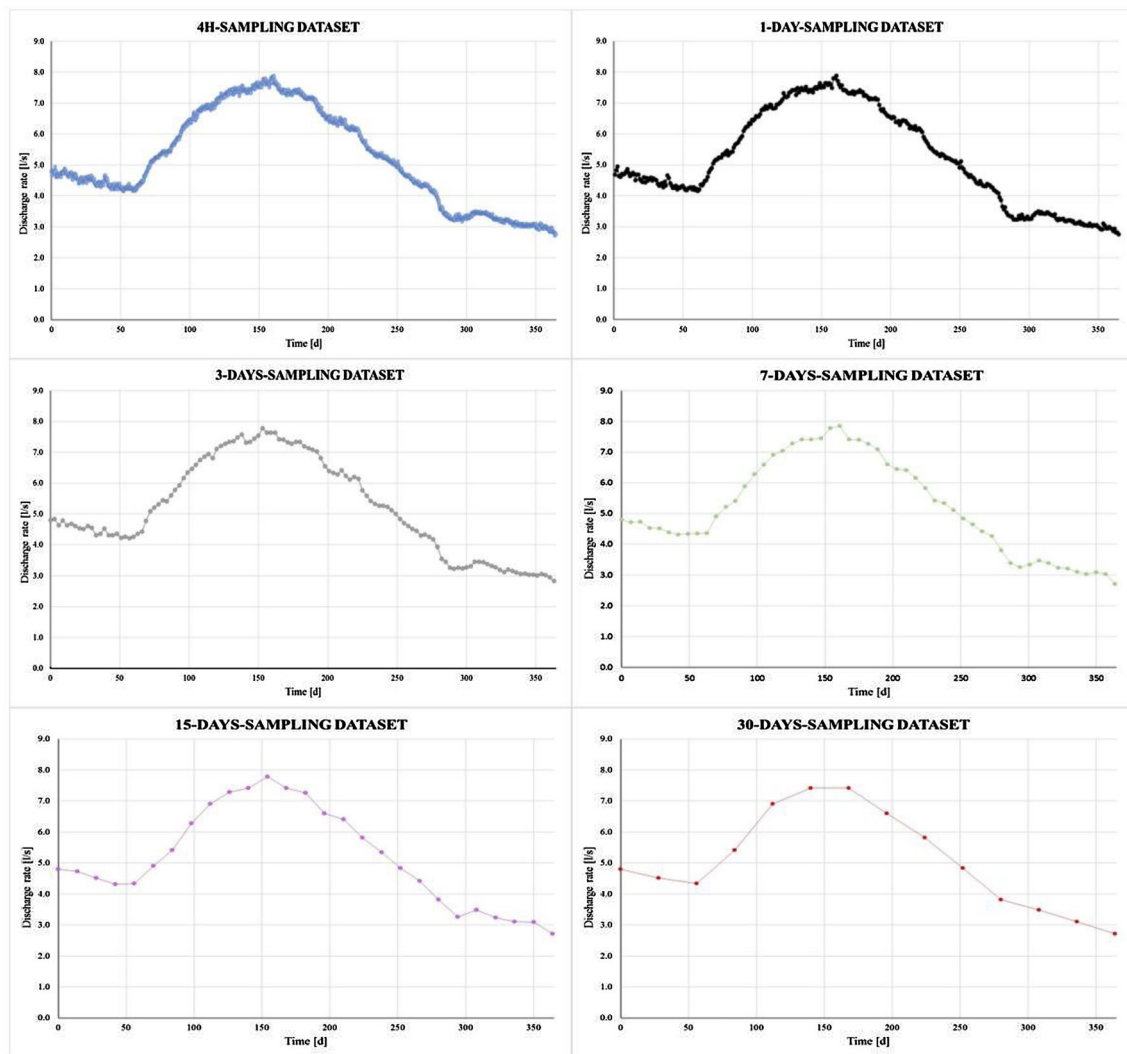 4H-SAMPLING DATASET
9.0
8.0
7.0
6.0
5.0
4.0
3.0
2.0
1.0
0.0
Discharge rate [l/s]
0 50 100 150 200 250 300 350
Time [d]
1-DAY-SAMPLING DATASET
9.0
8.0
7.0
6.0
5.0
4.0
3.0
2.0
1.0
0.0
Discharge rate [l/s]
0 50 100 150 200 250 300 350
Time [d]
3-DAYS-SAMPLING DATASET
9.0
8.0
7.0
6.0
5.0
4.0
3.0
2.0
1.0
0.0
Discharge rate [l/s]
0 50 100 150 200 250 300 350
Time [d]
7-DAYS-SAMPLING DATASET
9.0
8.0
7.0
6.0
5.0
4.0
3.0
2.0
1.0
0.0
Discharge rate [l/s]
0 50 100 150 200 250 300 350
Time [d]
15-DAYS-SAMPLING DATASET
9.0
8.0
7.0
6.0
5.0
4.0
3.0
2.0
1.0
0.0
Discharge rate [l/s]
0 50 100 150 200 250 300 350
Time [d]
30-DAYS-SAMPLING DATASET
9.0
8.0
7.0
6.0
5.0
4.0
3.0
2.0
1.0
0.0
Discharge rate [l/s]
0 50 100 150 200 250 300 350
Time [d]